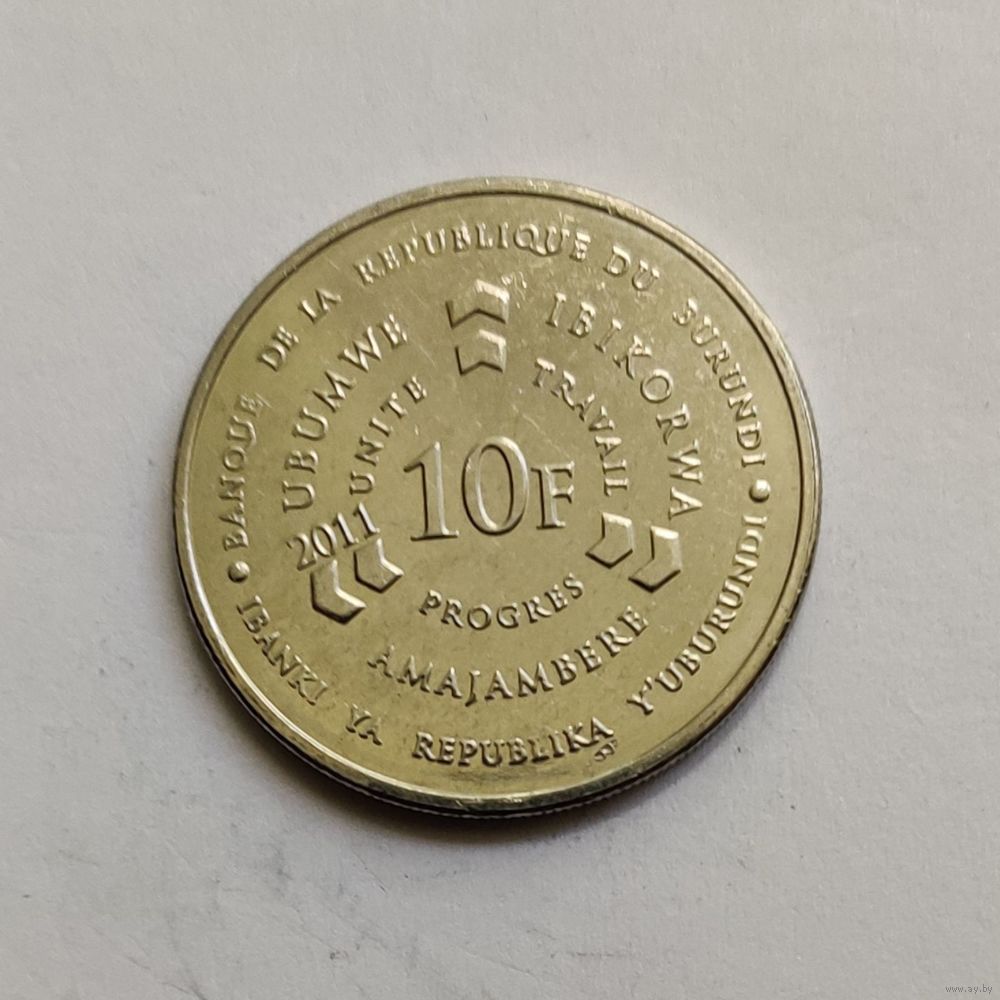 BANQUE DE LA REPUBLIQUE DU BURUNDI
UBUMWE
IBIKORWA
UNITE
TRAVAIL
10F
2011
PROGRES
AMAJAMBERE
IBANKI YA REPUBLIKA Y'UBURUNDI
www.ay.by